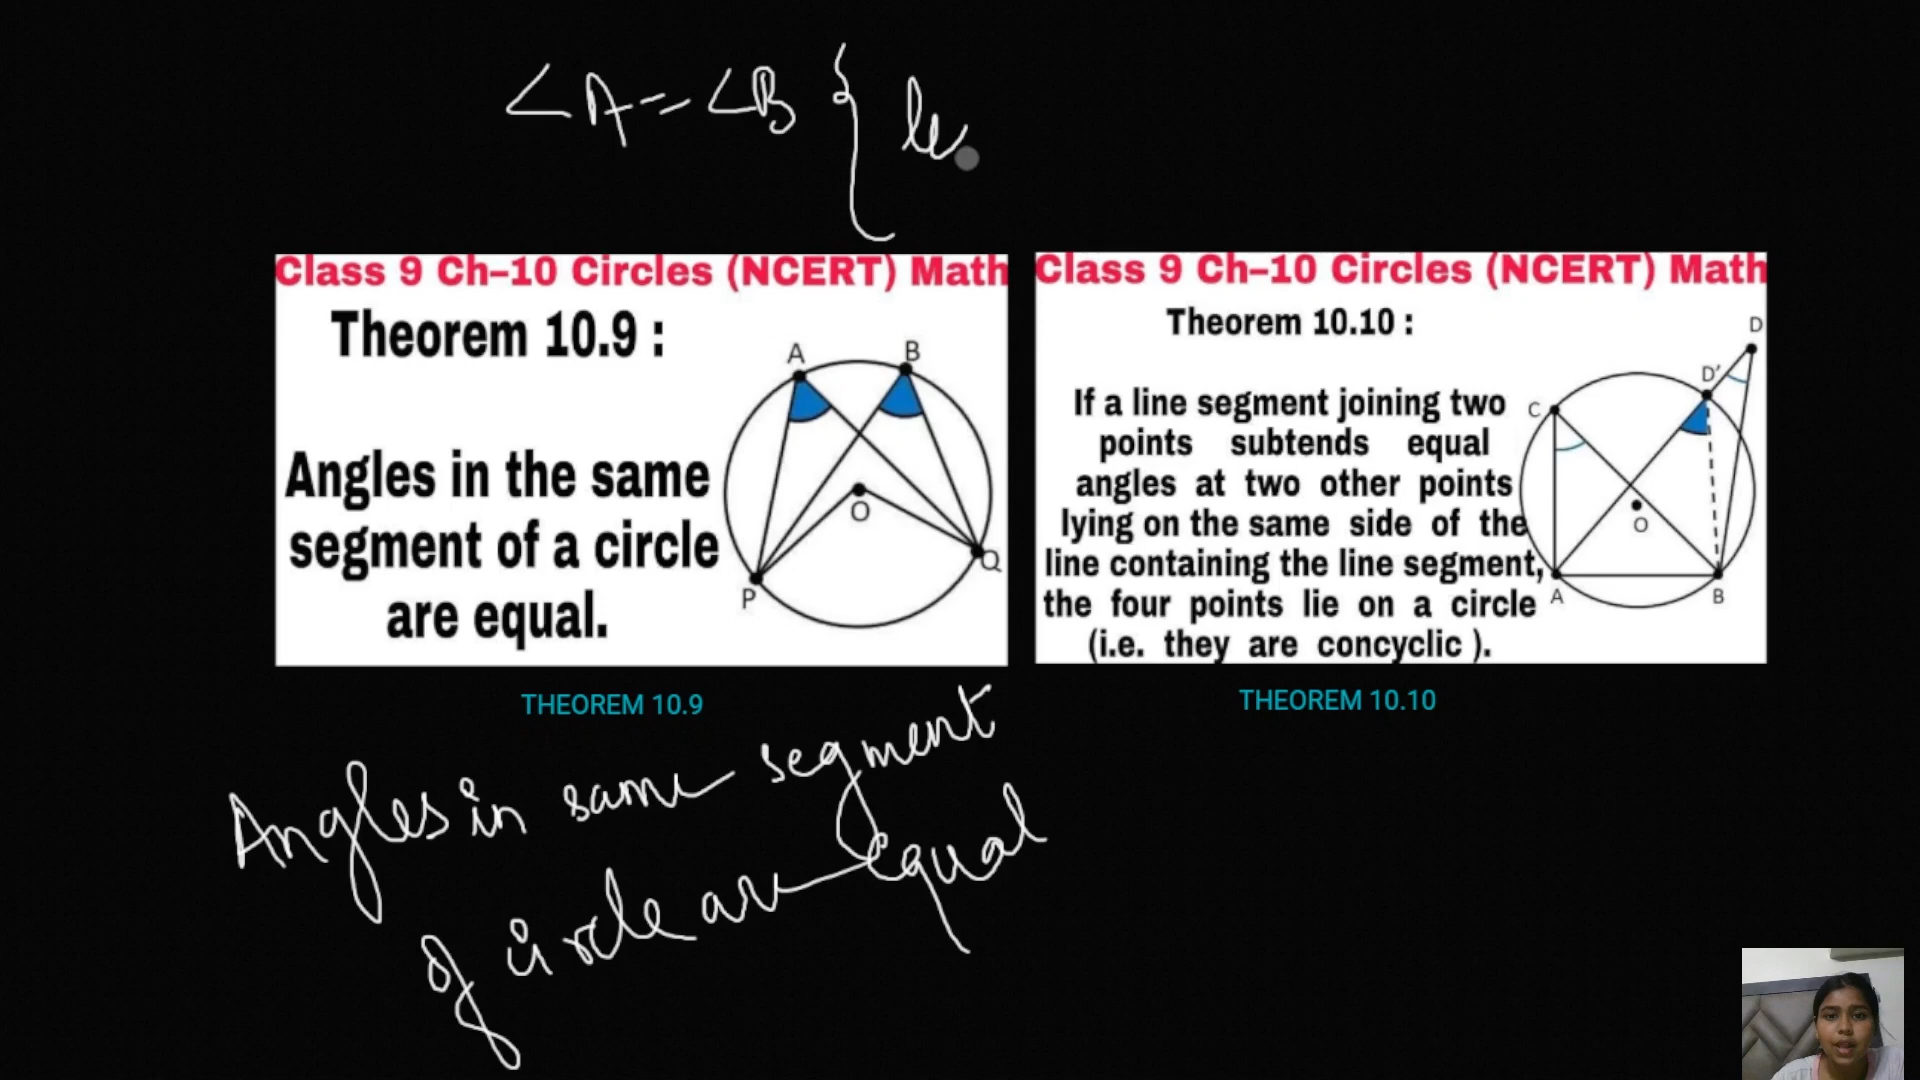 ∠A = ∠B {
Class 9 Ch–10 Circles (NCERT) Math
Theorem 10.9 :
A
B
Angles in the same
segment of a circle
are equal.
O
P
Q
THEOREM 10.9
Class 9 Ch–10 Circles (NCERT) Math
Theorem 10.10 :
D
D'
C
If a line segment joining two
points subtends equal
angles at two other points
lying on the same side of the
line containing the line segment,
the four points lie on a circle
(i.e. they are concyclic ).
O
A
B
THEOREM 10.10
Angles in same segment
of circle are equal